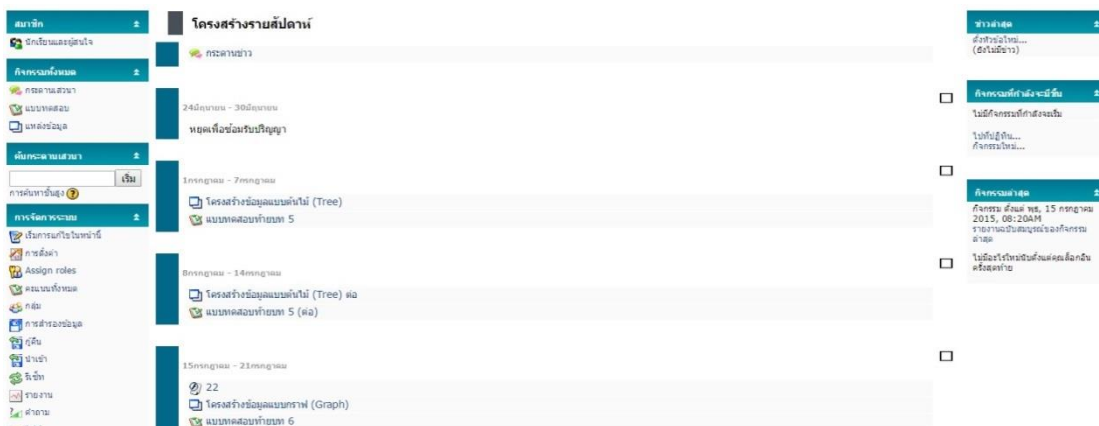 สมาชิก
นักเรียนและผู้สนใจ
กิจกรรมทั้งหมด
กระดานเสวนา
แบบทดสอบ
แหล่งข้อมูล
ค้นกระดานเสวนา
เริ่ม
การค้นหาขั้นสูง
การจัดการระบบ
เริ่มการแก้ไขในหน้านี้
การตั้งค่า
Assign roles
คะแนนทั้งหมด
กลุ่ม
การสำรองข้อมูล
กู้คืน
นำเข้า
รีเซ็ท
รายงาน
คำถาม
โครงสร้างรายสัปดาห์
กระดานข่าว
24มิถุนายน - 30มิถุนายน
หยุดเพื่อซ้อมรับปริญญา
1กรกฎาคม - 7กรกฎาคม
โครงสร้างข้อมูลแบบต้นไม้ (Tree)
แบบทดสอบท้ายบท 5
8กรกฎาคม - 14กรกฎาคม
โครงสร้างข้อมูลแบบต้นไม้ (Tree) ต่อ
แบบทดสอบท้ายบท 5 (ต่อ)
15กรกฎาคม - 21กรกฎาคม
22
โครงสร้างข้อมูลแบบกราฟ (Graph)
แบบทดสอบท้ายบท 6
ข่าวล่าสุด
ตั้งหัวข้อใหม่...
(ยังไม่มีข่าว)
กิจกรรมที่กำลังจะมีขึ้น
ไม่มีกิจกรรมที่กำลังจะเริ่ม
ไปที่ปฏิทิน...
กิจกรรมใหม่...
กิจกรรมล่าสุด
กิจกรรม ตั้งแต่ พุธ, 15 กรกฎาคม
2015, 08:20AM
รายงานฉบับสมบูรณ์ของกิจกรรม
ล่าสุด
ไม่มีอะไรใหม่นับตั้งแต่คุณล็อกอิน
ครั้งสุดท้าย